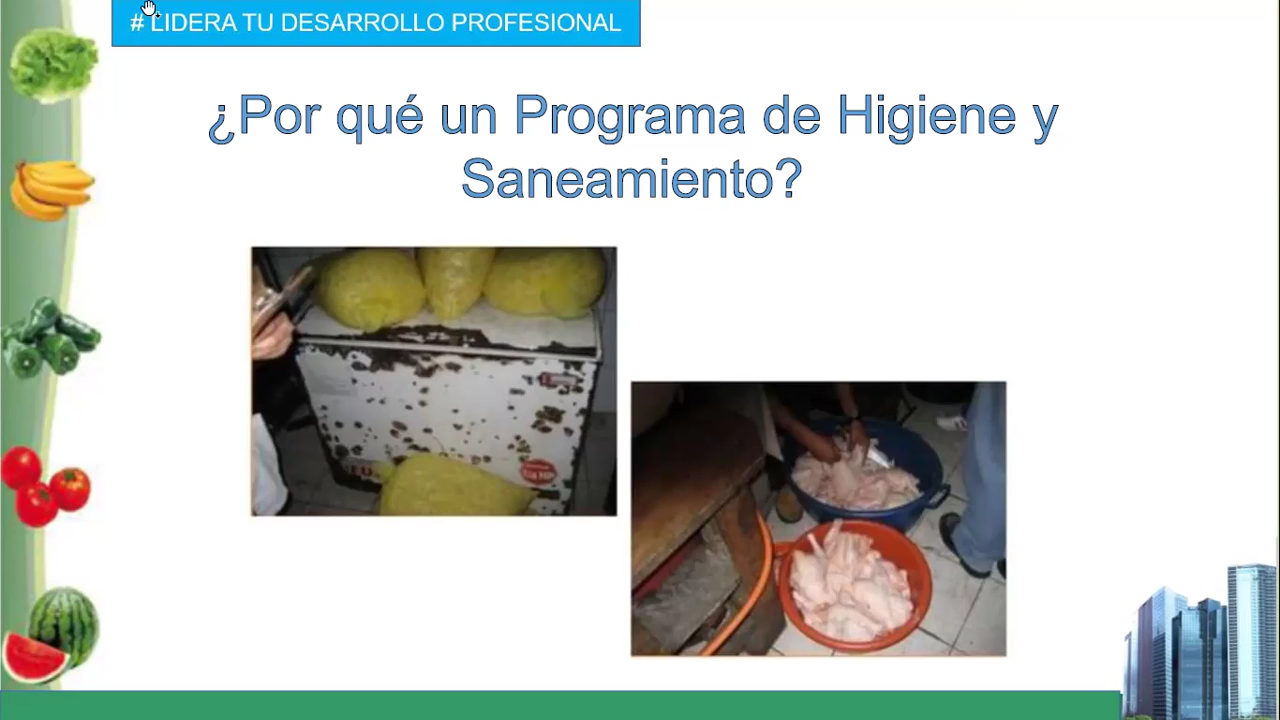 # LIDERA TU DESARROLLO PROFESIONAL
¿Por qué un Programa de Higiene y
Saneamiento?